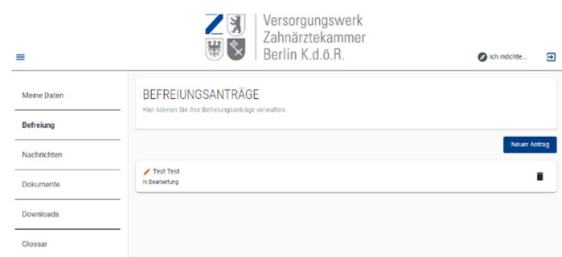 Versorgungswerk
Zahnärztekammer
Berlin K.d.ö.R.
Ich möchte...
Meine Daten
Befreiung
Nachrichten
Dokumente
Downloads
Glossar
BEFREIUNGSANTRÄGE
Hier können Sie Ihre Befreiungsanträge verwalten.
Neuer Antrag
Test Test
In Bearbeitung